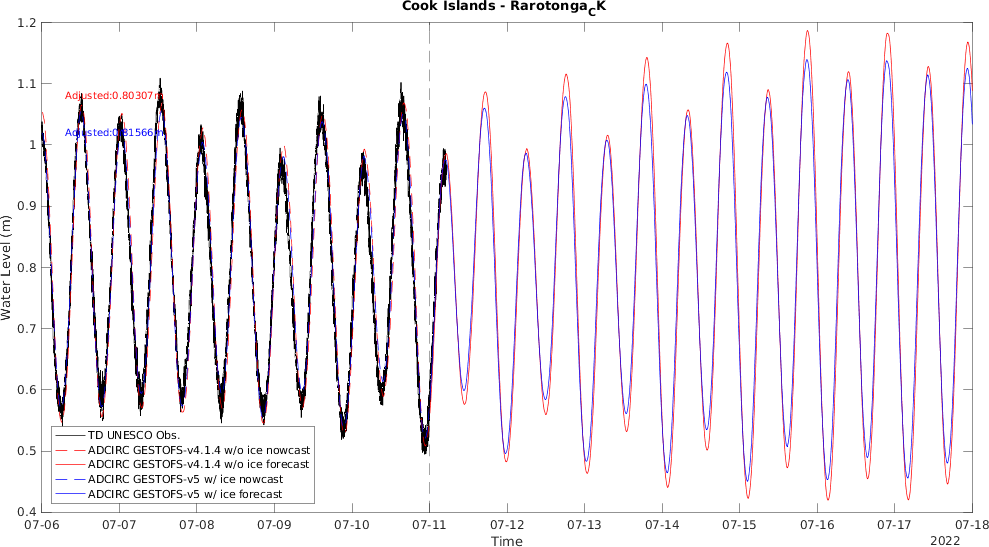 Cook Islands - Rarotonga_CK
1.2
1.1
1
0.9
0.8
0.7
0.6
0.5
0.4
Water Level (m)
Adjusted:0.80307m
Adjusted:0.81566m
TD UNESCO Obs.
ADCIRC GESTOFS-v4.1.4 w/o ice nowcast
ADCIRC GESTOFS-v4.1.4 w/o ice forecast
ADCIRC GESTOFS-v5 w/ ice nowcast
ADCIRC GESTOFS-v5 w/ ice forecast
07-06 07-07 07-08 07-09 07-10 07-11 07-12 07-13 07-14 07-15 07-16 07-17 07-18
Time
2022